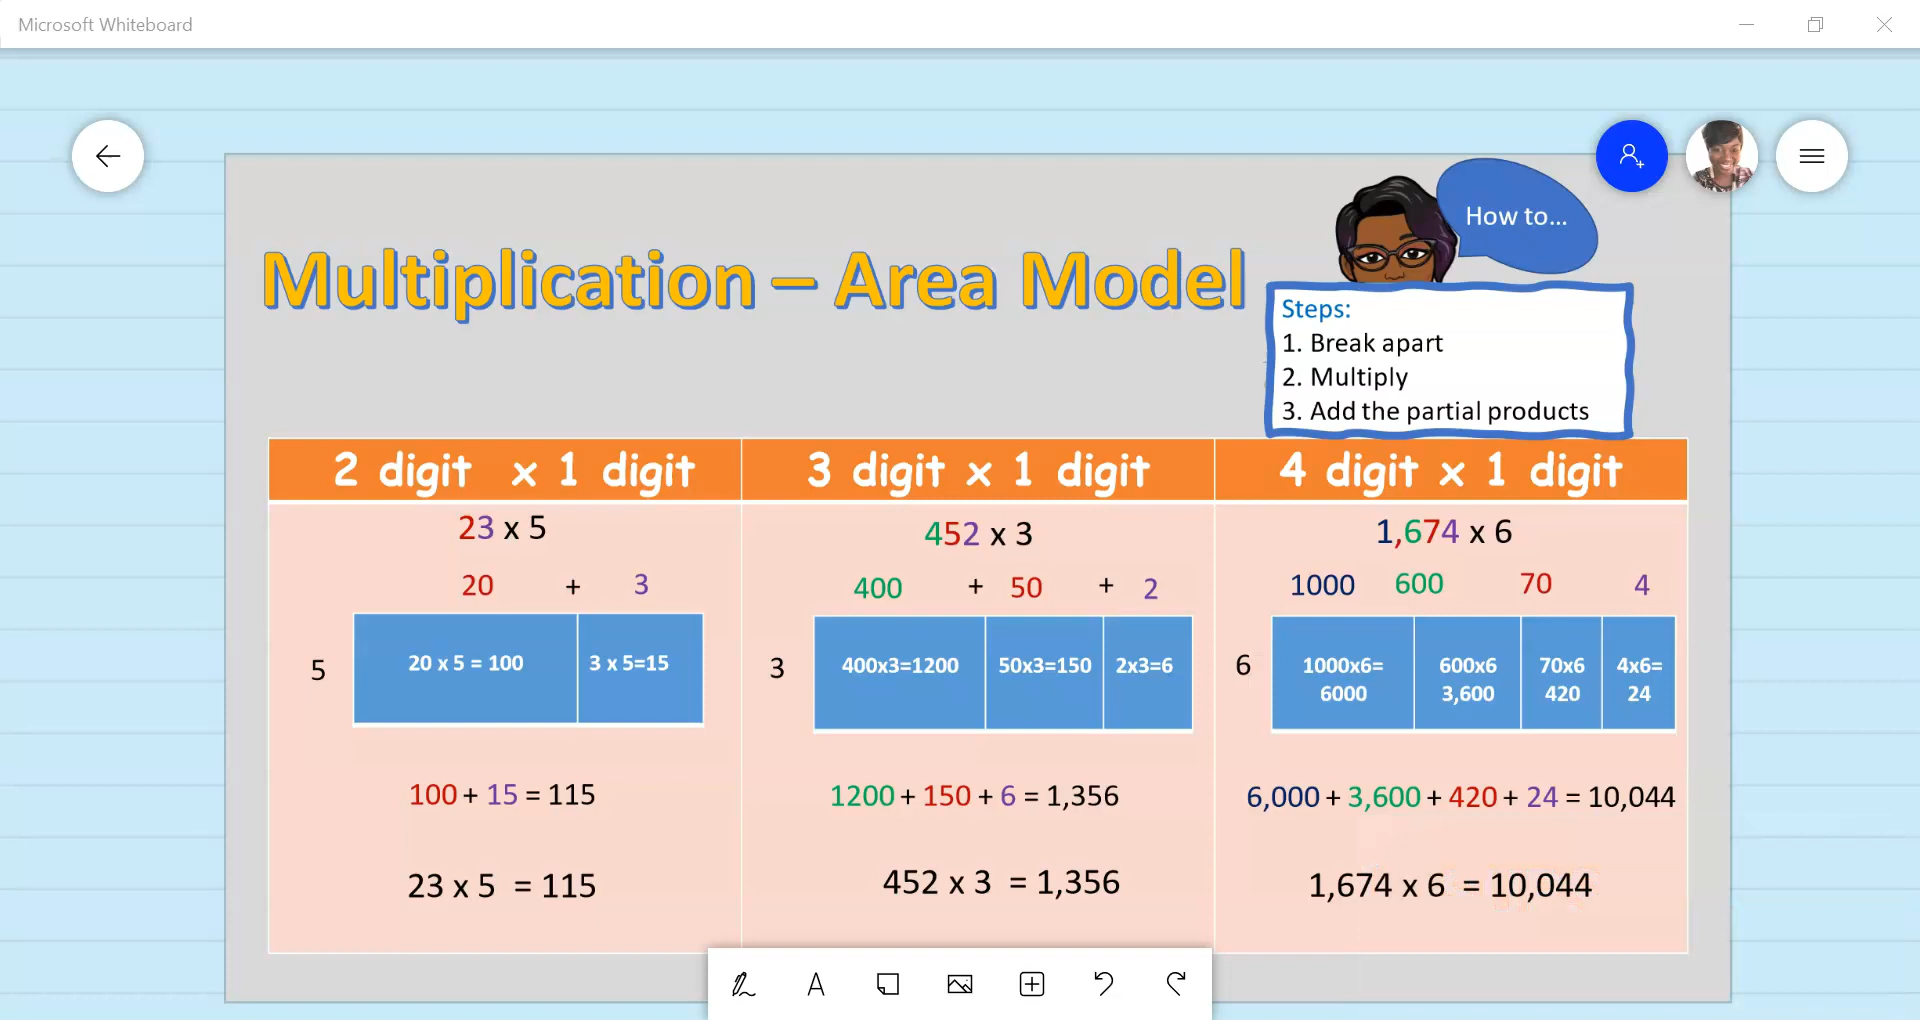 Microsoft Whiteboard
How to...
Multiplication – Area Model
Steps:
1. Break apart
2. Multiply
3. Add the partial products
2 digit x 1 digit
23 x 5
20 + 3
5
20 x 5 = 100
3 x 5=15
100 + 15 = 115
23 x 5 = 115
3 digit x 1 digit
452 x 3
400 + 50 + 2
3
400x3=1200
50x3=150
2x3=6
1200 + 150 + 6 = 1,356
452 x 3 = 1,356
4 digit x 1 digit
1,674 x 6
1000 600 70 4
6
1000x6=
6000
600x6
3,600
70x6
420
4x6=
24
6,000 + 3,600 + 420 + 24 = 10,044
1,674 x 6 = 10,044